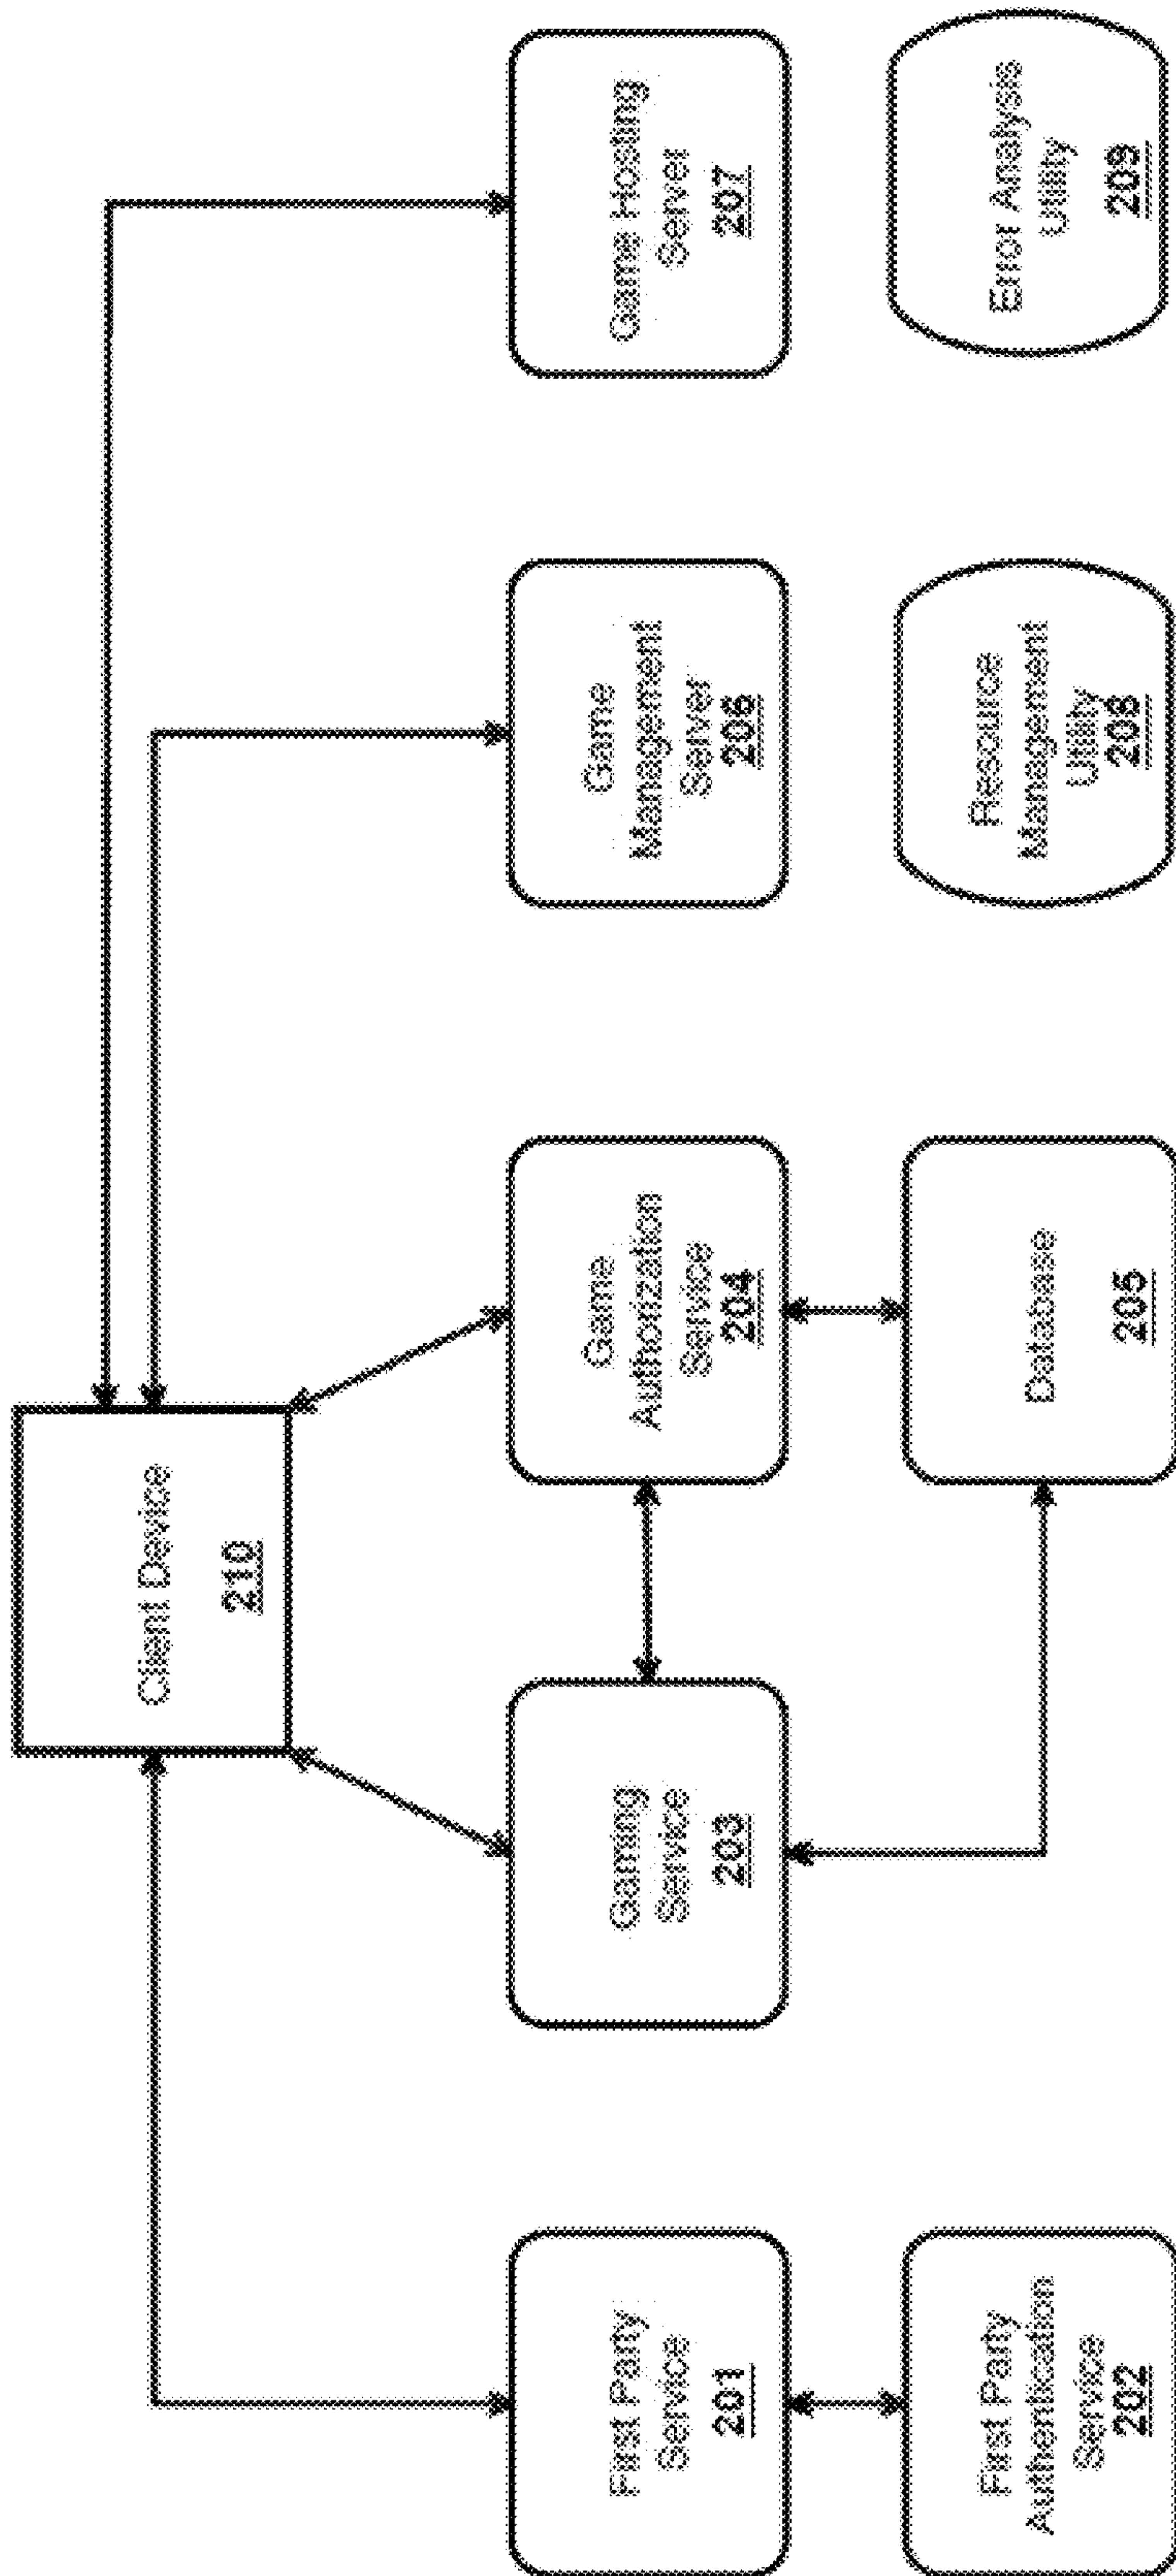 Client Device
210
First Party
Service
201
Gaming
Service
203
Game
Authorization
Service
204
Game
Management
Server
206
Game Hosting
Server
207
First Party
Authentication
Service
202
Database
205
Resource
Management
Utility
208
Error Analysis
Utility
209